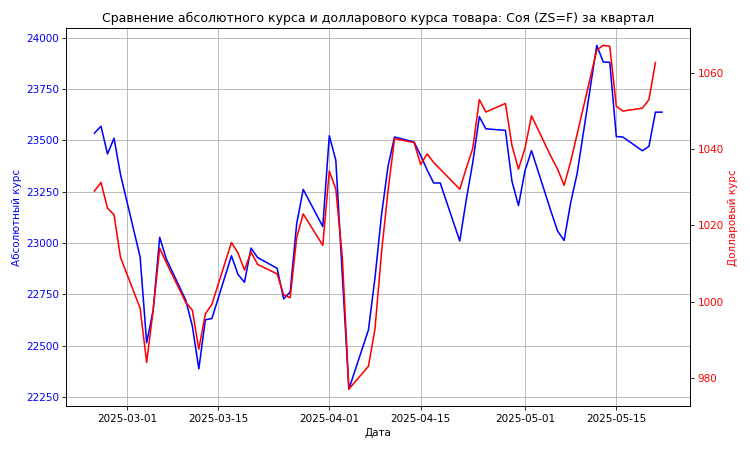 Сравнение абсолютного курса и долларового курса товара: Соя (ZS=F) за квартал
24000
23750
23500
23250
23000
22750
22500
22250
Абсолютный курс
1060
1040
1020
1000
980
Долларовый курс
2025-03-01 2025-03-15 2025-04-01 2025-04-15 2025-05-01 2025-05-15
Дата